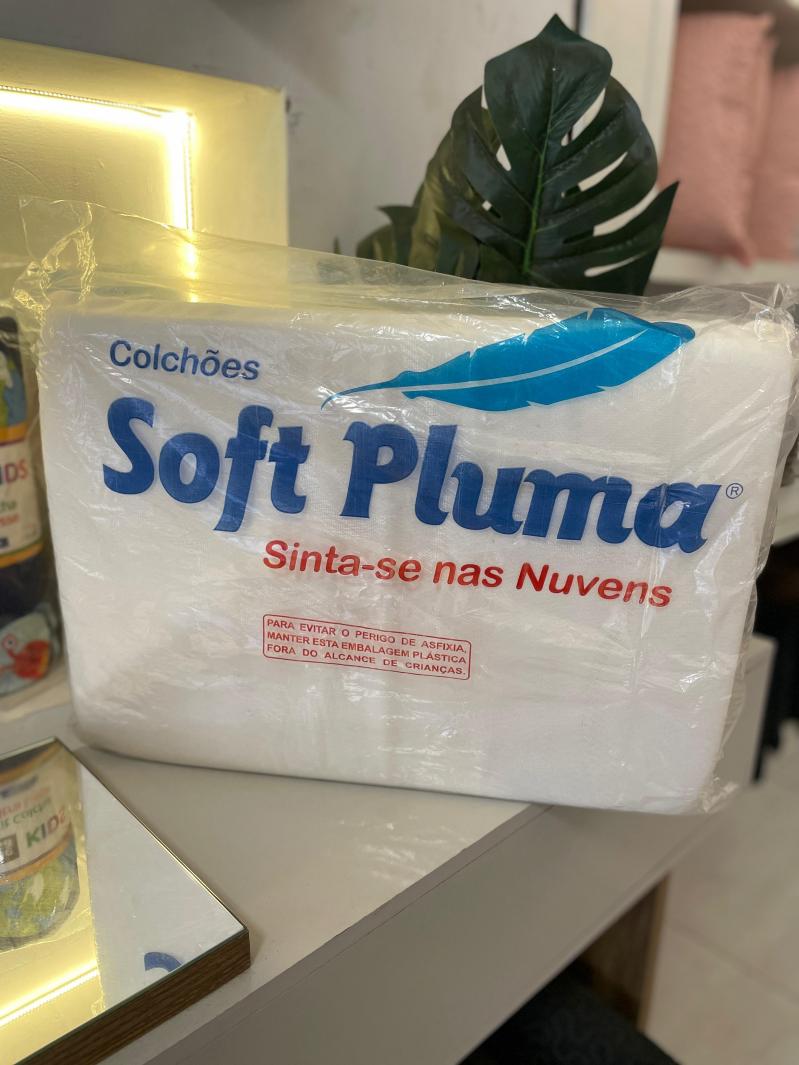 Colchões
Soft Pluma®
Sinta-se nas Nuvens
PARA EVITAR O PERIGO DE ASFIXIA,
MANTER ESTA EMBALAGEM PLÁSTICA
FORA DO ALCANCE DE CRIANÇAS.
KIDS